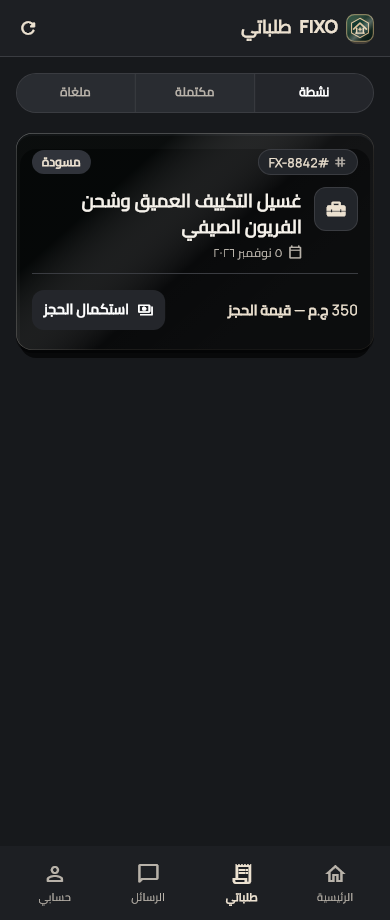 FIXO طلباتي
نشطة
مكتملة
ملغاة
# FX-8842#
مسودة
غسيل التكييف العميق وشحن
الفريون الصيفي
٥ نوفمبر ٢٠٢٦
350 ج.م — قيمة الحجز
استكمال الحجز
الرئيسية
طلباتي
الرسائل
حسابي